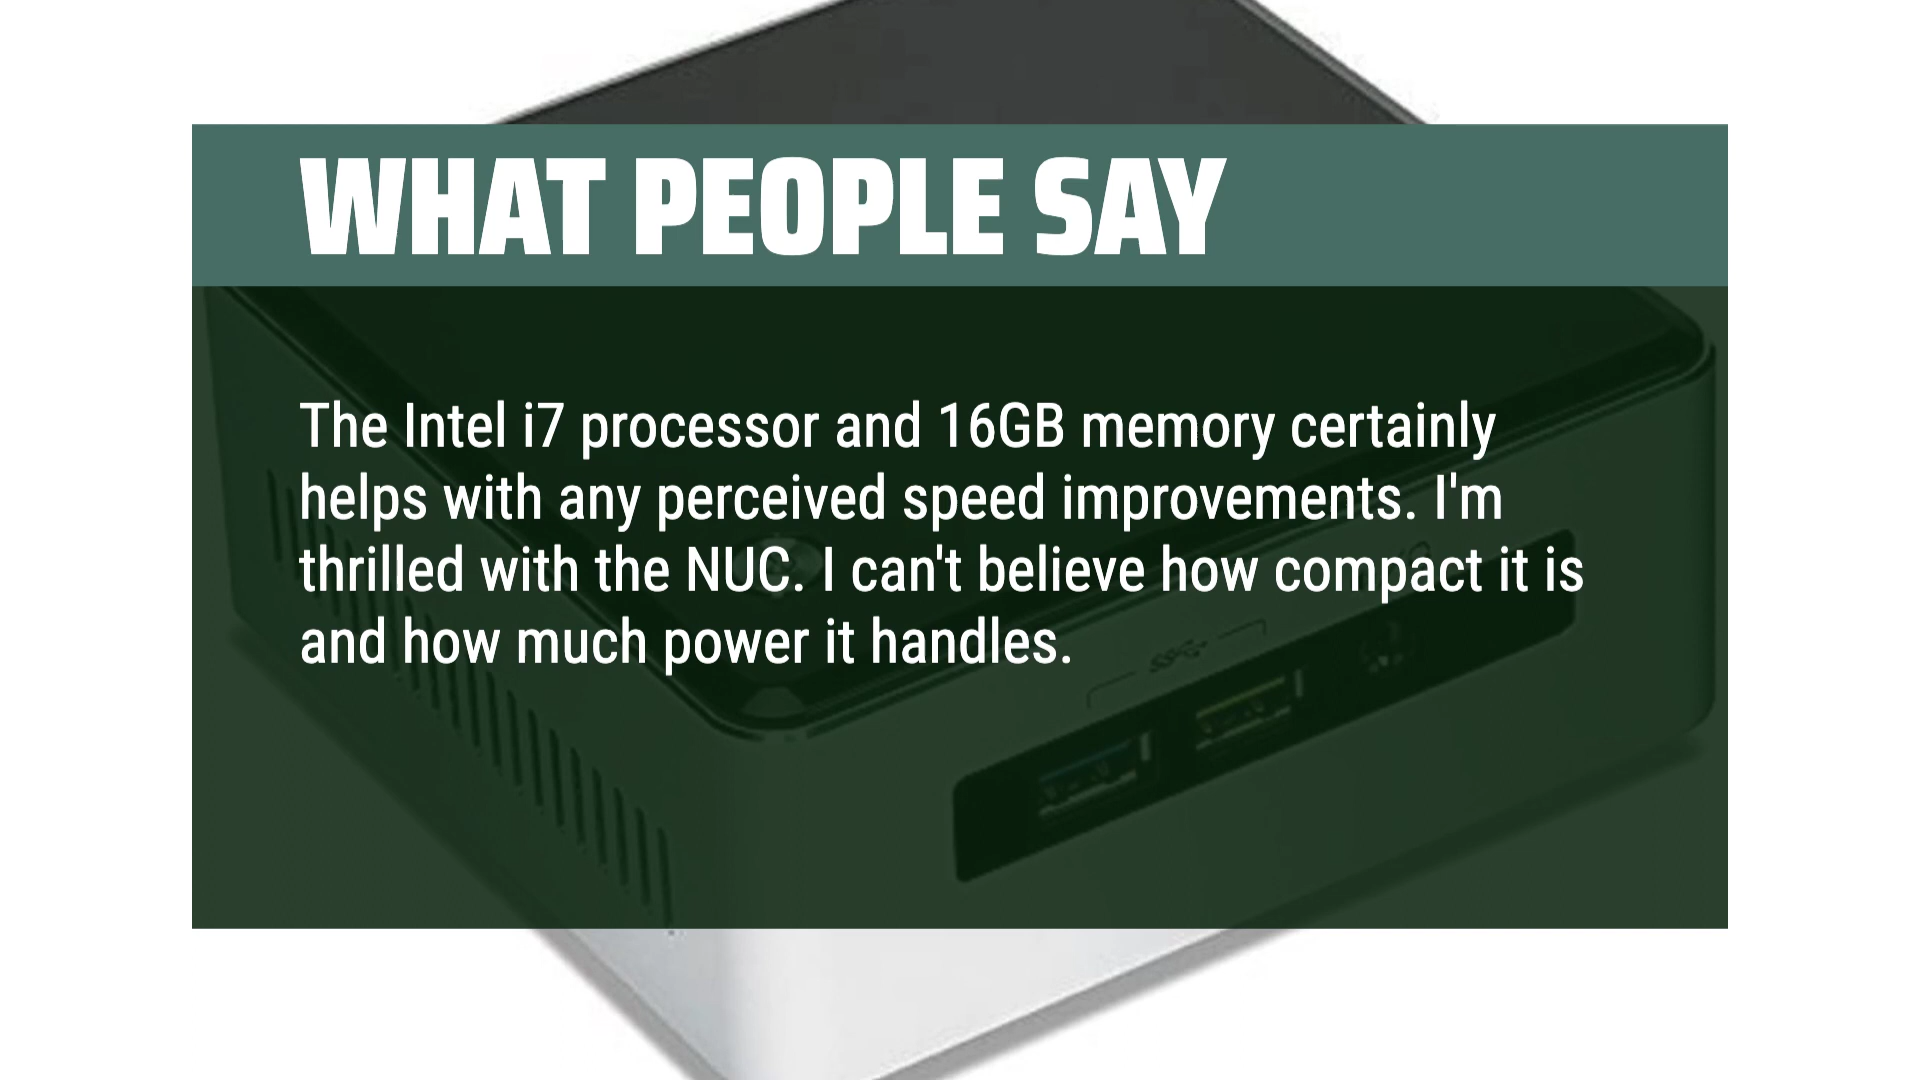 WHAT PEOPLE SAY
The Intel i7 processor and 16GB memory certainly
helps with any perceived speed improvements. I'm
thrilled with the NUC. I can't believe how compact it is
and how much power it handles.